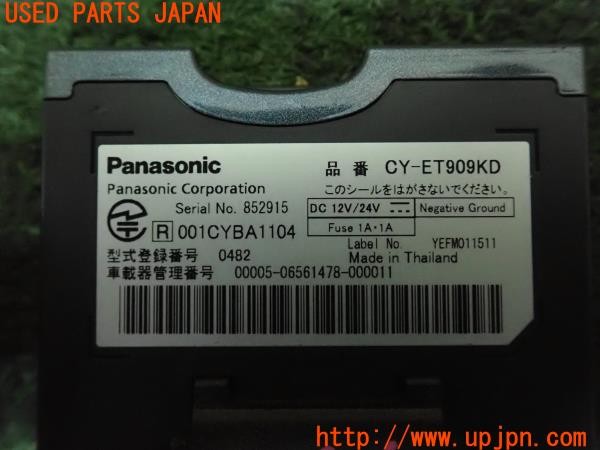 USED PARTS JAPAN
Panasonic 品番 CY-ET909KD
Panasonic Corporation このシールをはがさないでください。
Serial No. 852915 DC 12V/24V Negative Ground
R 001CYBA1104 Fuse 1A・1A
Label No. YEFM011511
型式登録番号 0482 Made in Thailand
車載器管理番号 00005-06561478-000011
http://www.upjpn.com